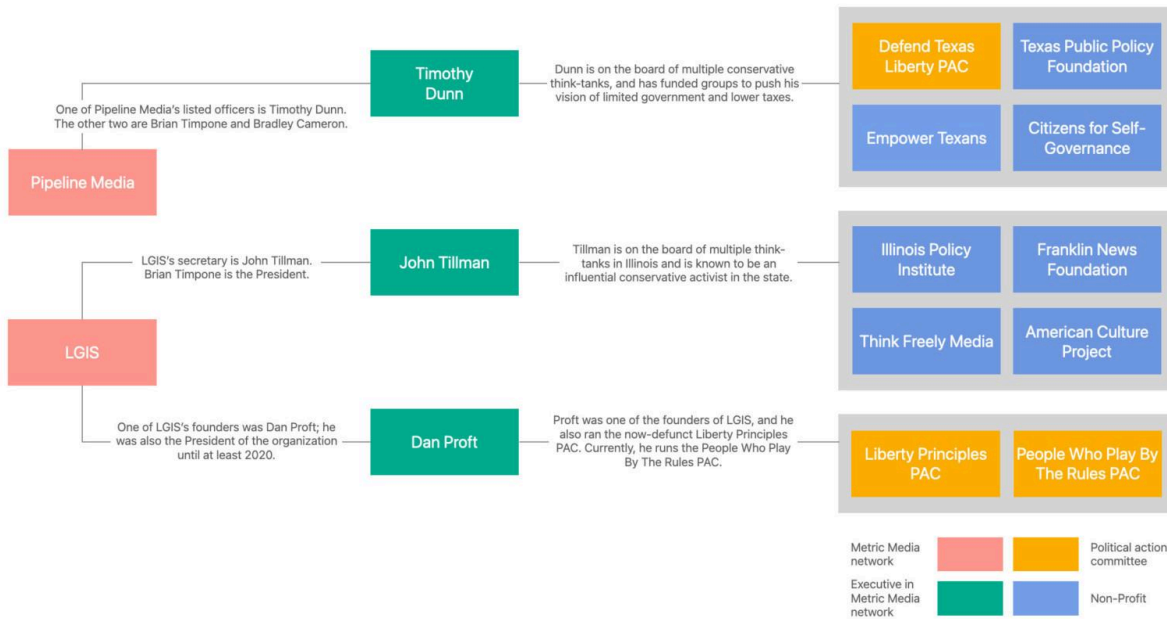 Timothy
Dunn
Dunn is on the board of multiple conservative
think-tanks, and has funded groups to push his
vision of limited government and lower taxes.
Defend Texas
Liberty PAC
Texas Public Policy
Foundation
One of Pipeline Media's listed officers is Timothy Dunn.
The other two are Brian Timpone and Bradley Cameron.
Empower Texans
Citizens for Self-
Governance
Pipeline Media
LGIS's secretary is John Tillman.
Brian Timpone is the President.
John Tillman
Tillman is on the board of multiple think-
tanks in Illinois and is known to be an
influential conservative activist in the state.
Illinois Policy
Institute
Franklin News
Foundation
LGIS
Think Freely Media
American Culture
Project
One of LGIS's founders was Dan Proft; he
was also the President of the organization
until at least 2020.
Dan Proft
Proft was one of the founders of LGIS, and he
also ran the now-defunct Liberty Principles
PAC. Currently, he runs the People Who Play
By The Rules PAC.
Liberty Principles
PAC
People Who Play By
The Rules PAC
Metric Media
network
Political action
committee
Executive in
Metric Media
network
Non-Profit